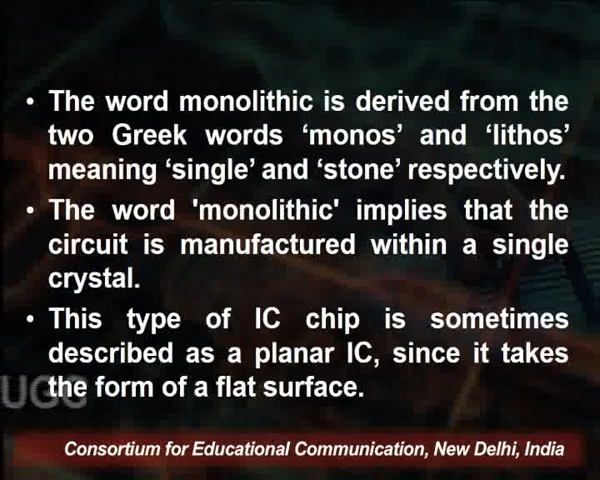 • The word monolithic is derived from the
two Greek words ‘monos’ and ‘lithos’
meaning ‘single’ and ‘stone’ respectively.
• The word 'monolithic' implies that the
circuit is manufactured within a single
crystal.
• This type of IC chip is sometimes
described as a planar IC, since it takes
the form of a flat surface.
UGC
Consortium for Educational Communication, New Delhi, India